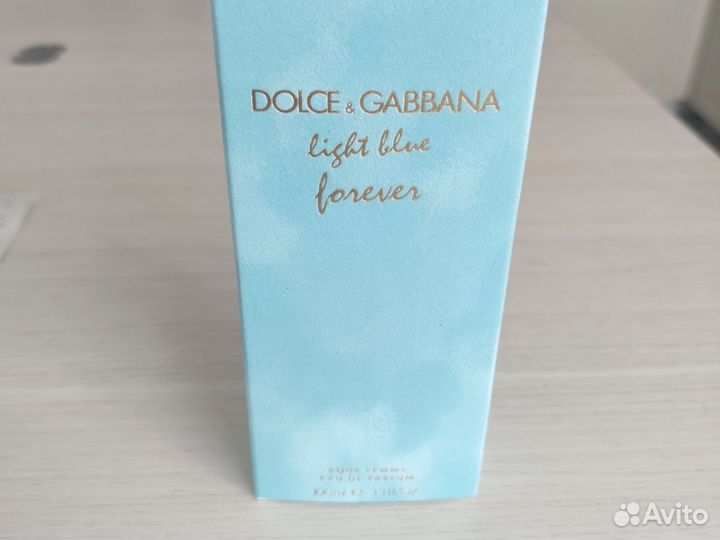 DOLCE & GABBANA
light blue
forever
POUR FEMME
EAU DE PARFUM
Avito